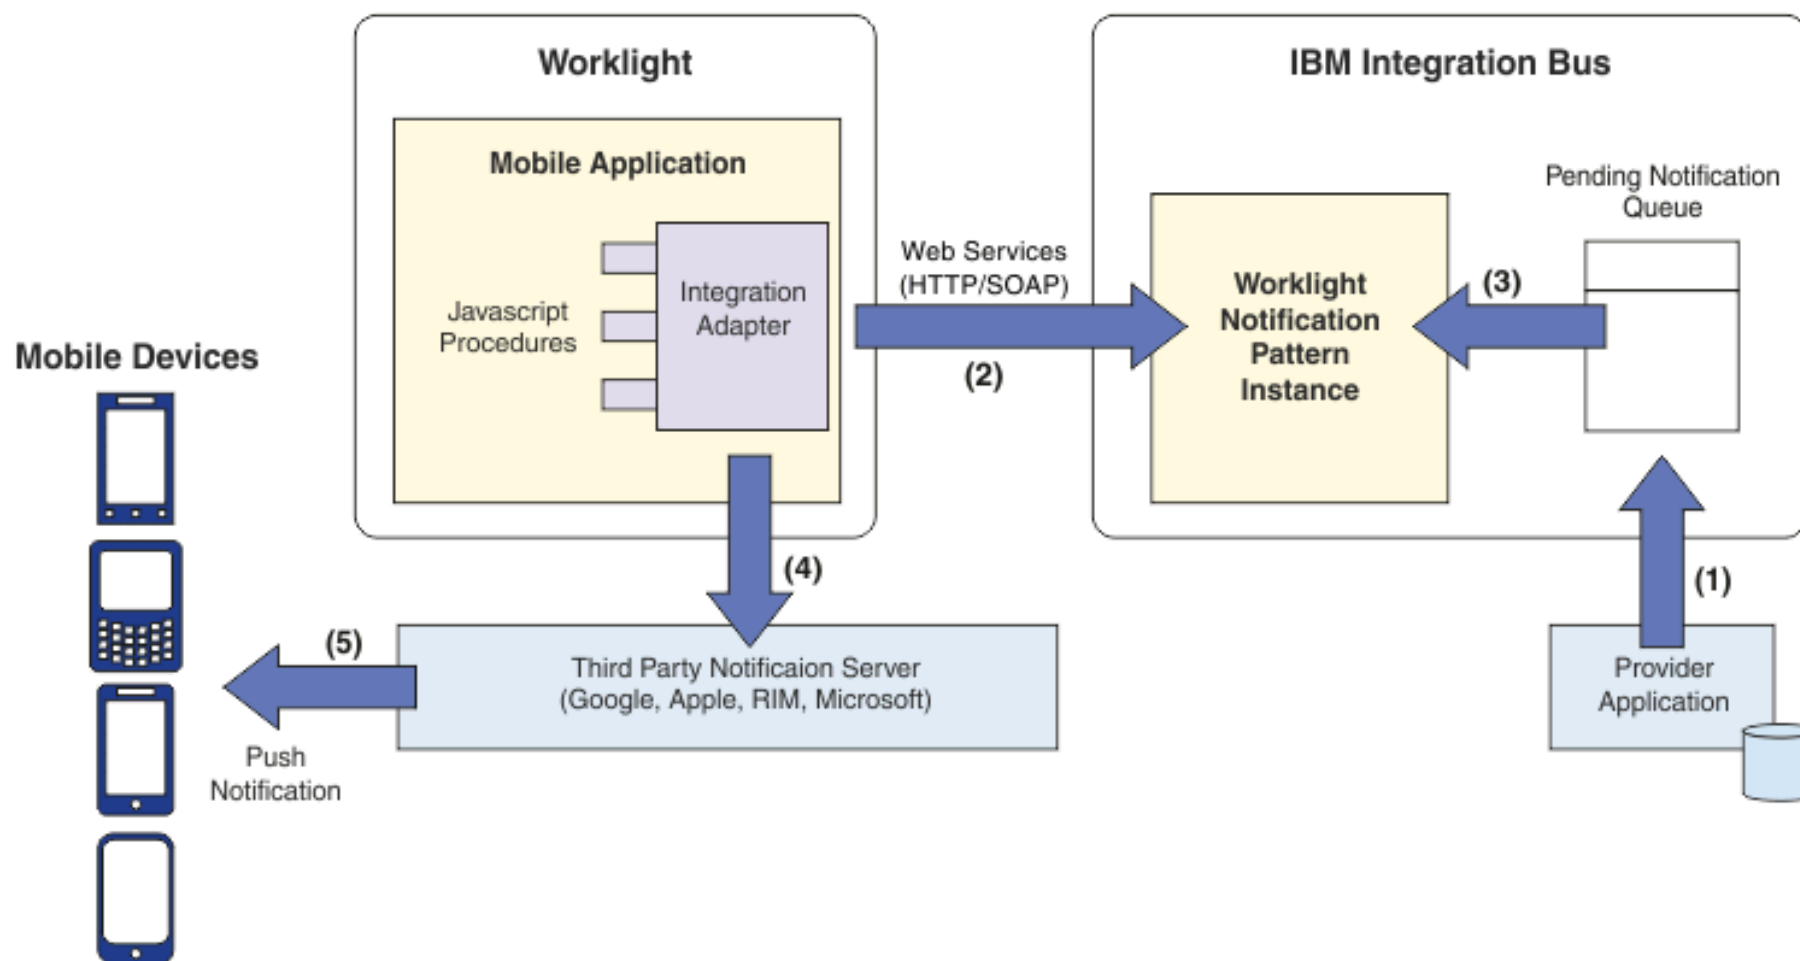 Worklight
IBM Integration Bus
Mobile Application
Pending Notification
Queue
Web Services
(HTTP/SOAP)
Integration
Adapter
Javascript
Procedures
Worklight
Notification
Pattern
Instance
(3)
(2)
Mobile Devices
(4)
(1)
(5)
Third Party Notificaion Server
(Google, Apple, RIM, Microsoft)
Provider
Application
Push
Notification